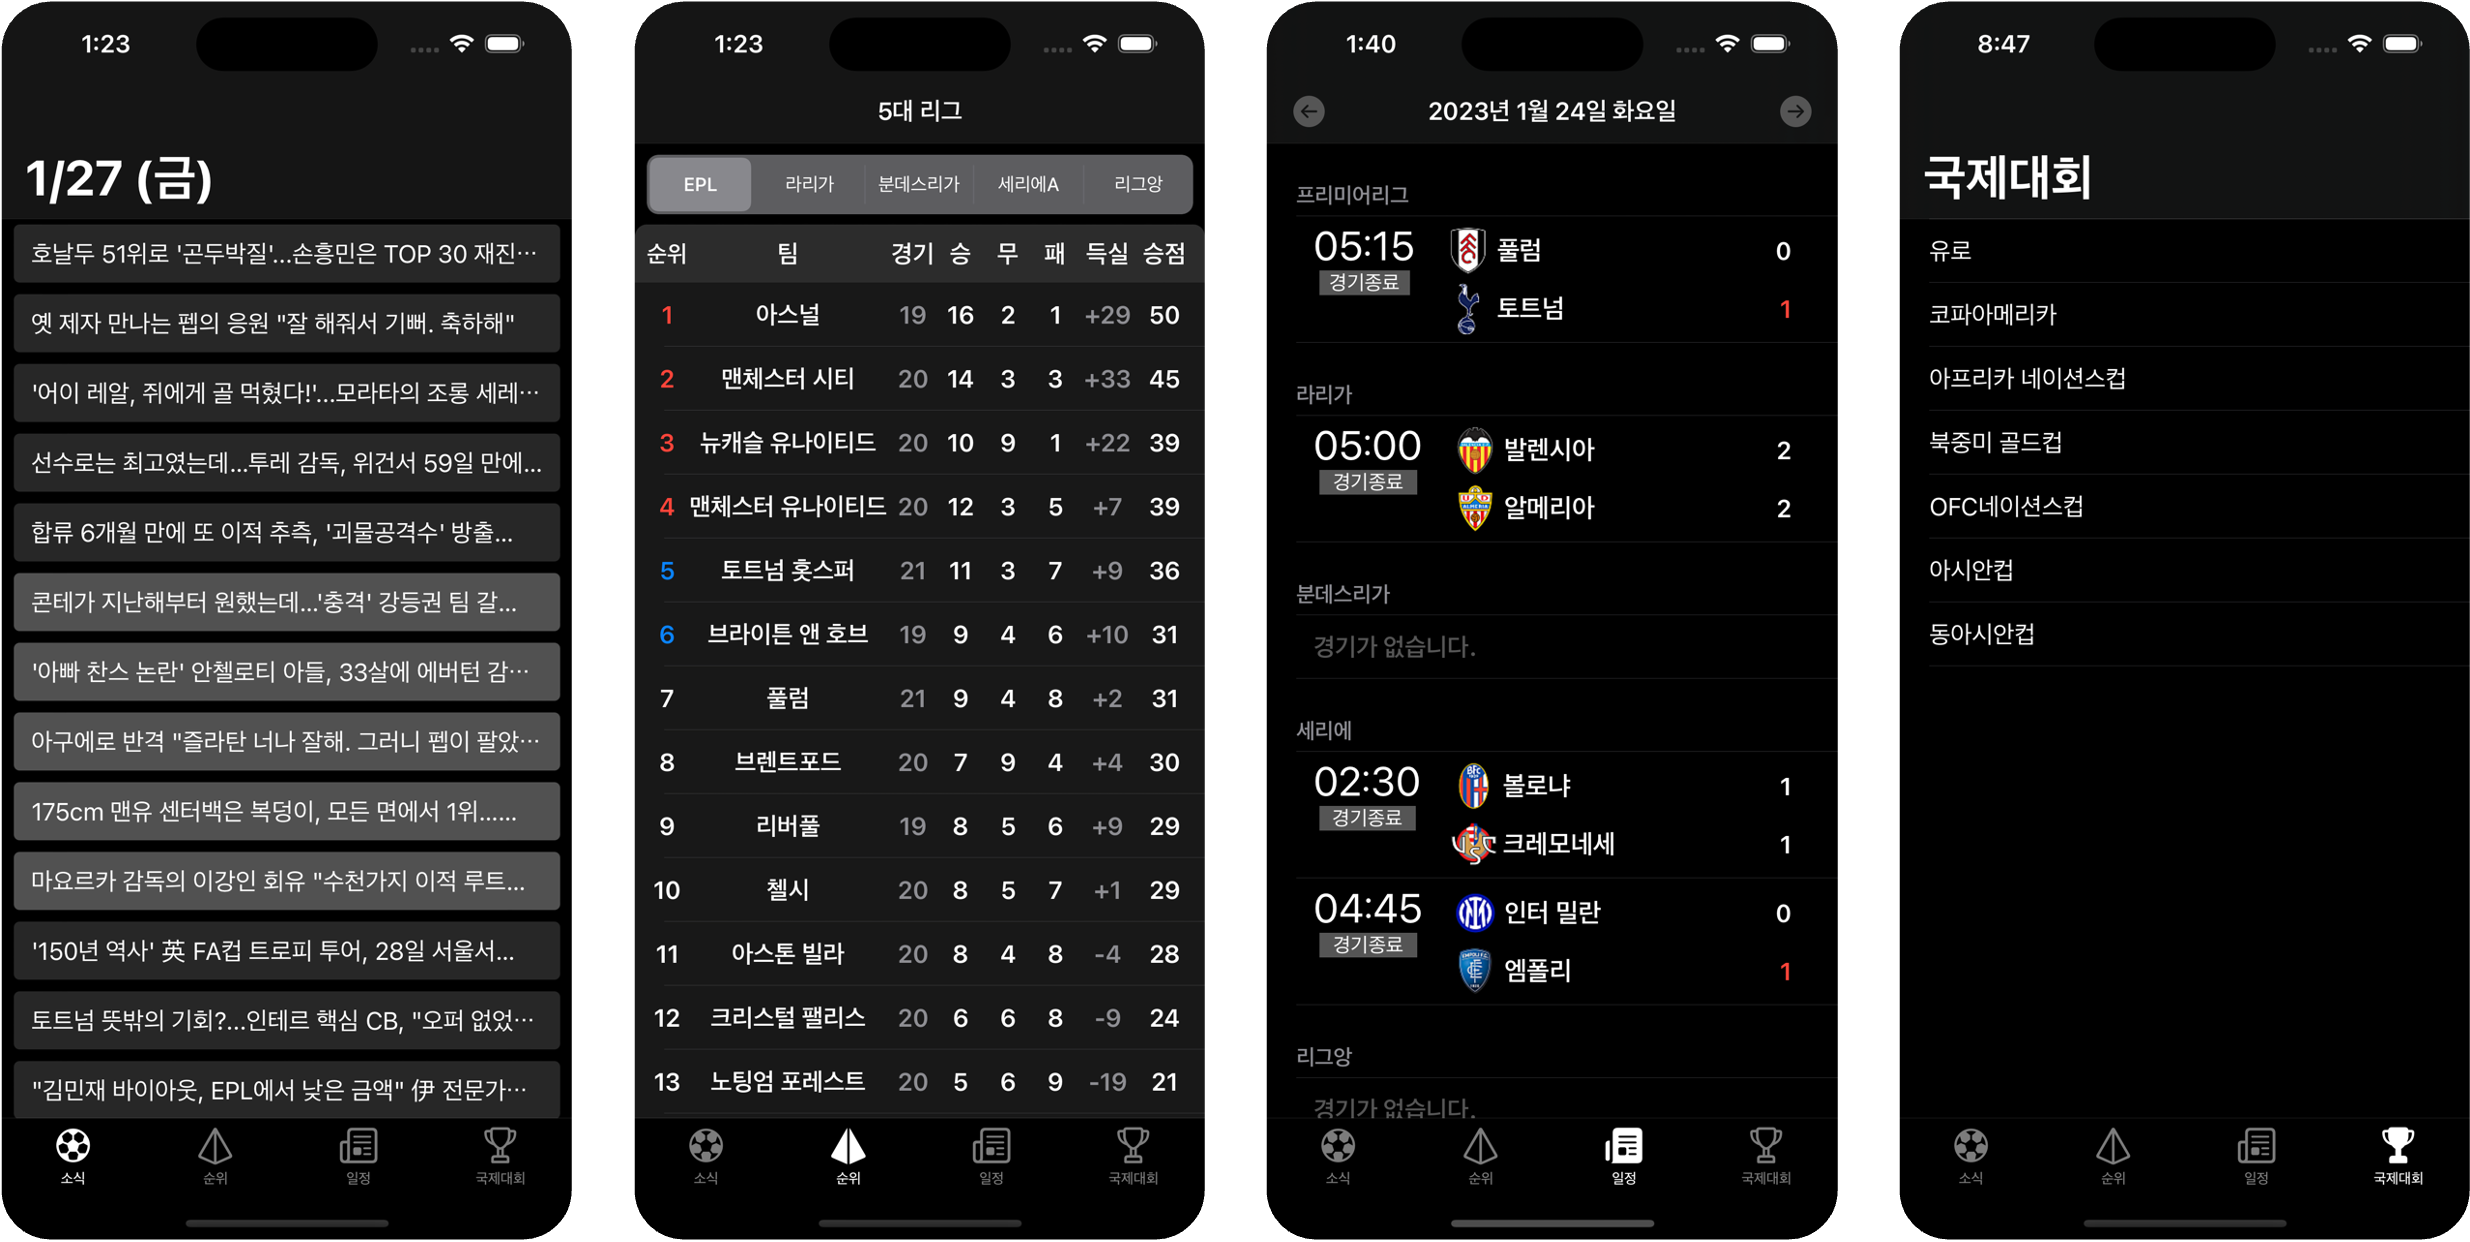 1:23
1/27 (금)
호날두 51위로 '곤두박질'...손흥민은 TOP 30 재진…
옛 제자 만나는 펩의 응원 "잘 해줘서 기뻐. 축하해"
'어이 레알, 쥐에게 골 먹혔다!'...모라타의 조롱 세레…
선수로는 최고였는데...투레 감독, 위건서 59일 만에...
합류 6개월 만에 또 이적 추측, '괴물공격수' 방출...
콘테가 지난해부터 원했는데...'충격' 강등권 팀 갈...
'아빠 찬스 논란' 안첼로티 아들, 33살에 에버턴 감…
아구에로 반격 "즐라탄 너나 잘해. 그러니 펩이 팔았…
175cm 맨유 센터백은 복덩이, 모든 면에서 1위......
마요르카 감독의 이강인 회유 "수천가지 이적 루트...
'150년 역사' 英 FA컵 트로피 투어, 28일 서울서...
토트넘 뜻밖의 기회?...인테르 핵심 CB, "오퍼 없었…
"김민재 바이아웃, EPL에서 낮은 금액" 伊 전문가…
소식 순위 일정 국제대회
1:23
5대 리그
EPL 라리가 분데스리가 세리에A 리그앙
순위 팀 경기 승 무 패 득실 승점
1 아스널 19 16 2 1 +29 50
2 맨체스터 시티 20 14 3 3 +33 45
3 뉴캐슬 유나이티드 20 10 9 1 +22 39
4 맨체스터 유나이티드 20 12 3 5 +7 39
5 토트넘 홋스퍼 21 11 3 7 +9 36
6 브라이튼 앤 호브 19 9 4 6 +10 31
7 풀럼 21 9 4 8 +2 31
8 브렌트포드 20 7 9 4 +4 30
9 리버풀 19 8 5 6 +9 29
10 첼시 20 8 5 7 +1 29
11 아스톤 빌라 20 8 4 8 -4 28
12 크리스털 팰리스 20 6 6 8 -9 24
13 노팅엄 포레스트 20 5 6 9 -19 21
소식 순위 일정 국제대회
1:40
2023년 1월 24일 화요일
프리미어리그
05:15 풀럼 0
경기종료
토트넘 1
라리가
05:00 발렌시아 2
경기종료
알메리아 2
분데스리가
경기가 없습니다.
세리에
02:30 볼로냐 1
경기종료
크레모네세 1
04:45 인터 밀란 0
경기종료
엠폴리 1
리그앙
경기가 없습니다.
소식 순위 일정 국제대회
8:47
국제대회
유로
코파아메리카
아프리카 네이션스컵
북중미 골드컵
OFC네이션스컵
아시안컵
동아시안컵
소식 순위 일정 국제대회